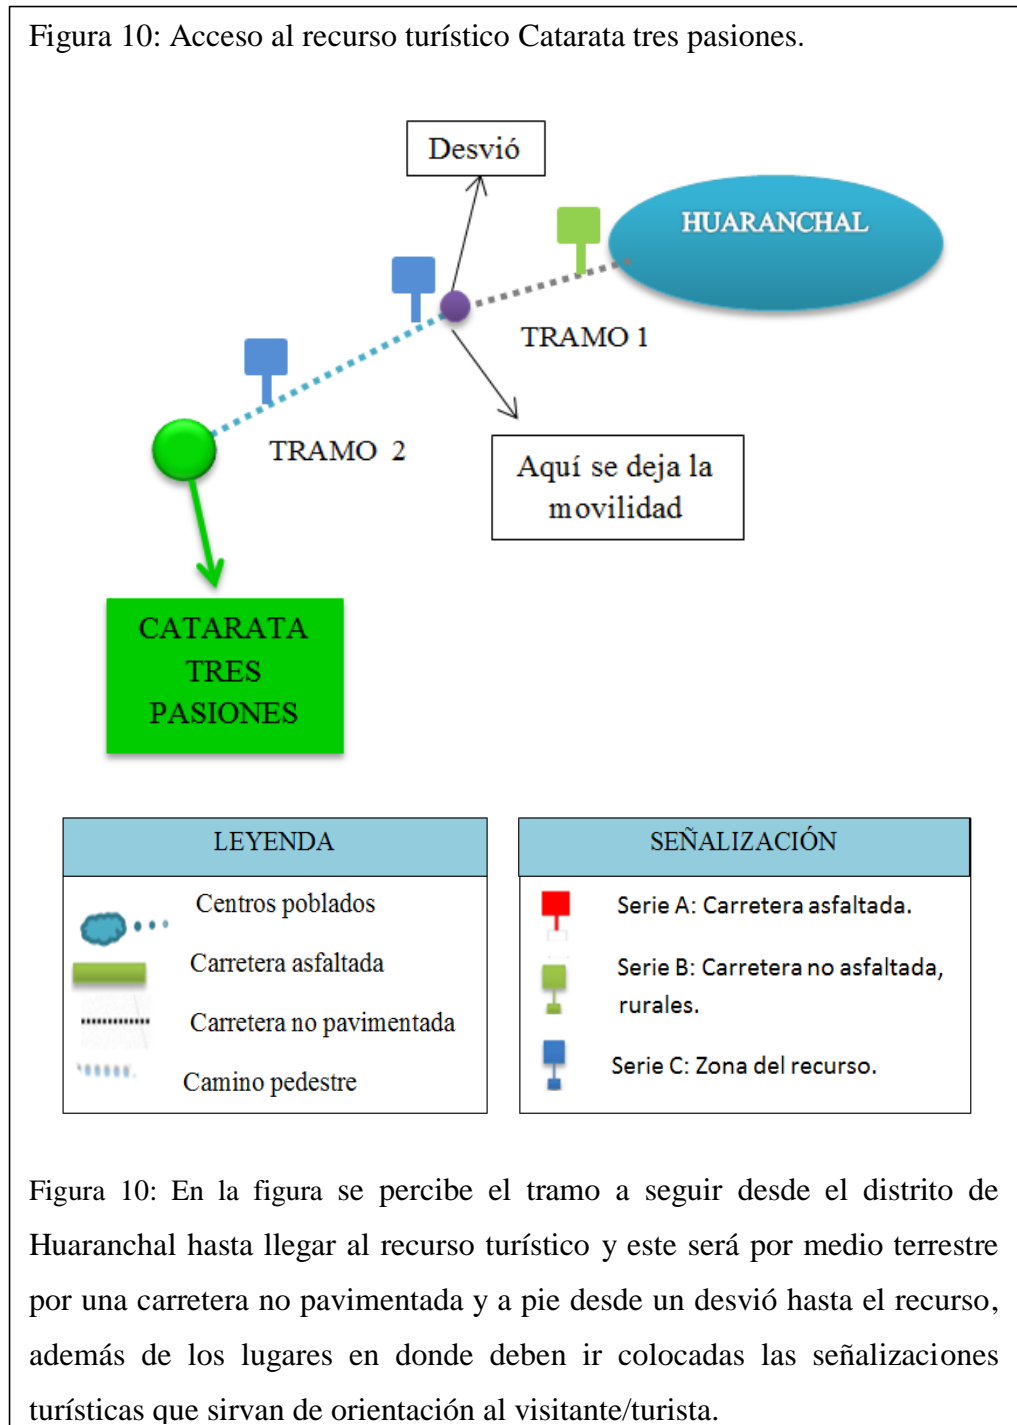 Figura 10: Acceso al recurso turístico Catarata tres pasiones.
Desvió
HUARANCHAL
TRAMO 1
TRAMO 2
Aquí se deja la
movilidad
CATARATA
TRES
PASIONES
LEYENDA
Centros poblados
Carretera asfaltada
Carretera no pavimentada
Camino pedestre
SEÑALIZACIÓN
Serie A: Carretera asfaltada.
Serie B: Carretera no asfaltada,
rurales.
Serie C: Zona del recurso.
Figura 10: En la figura se percibe el tramo a seguir desde el distrito de
Huaranchal hasta llegar al recurso turístico y este será por medio terrestre
por una carretera no pavimentada y a pie desde un desvió hasta el recurso,
además de los lugares en donde deben ir colocadas las señalizaciones
turísticas que sirvan de orientación al visitante/turista.